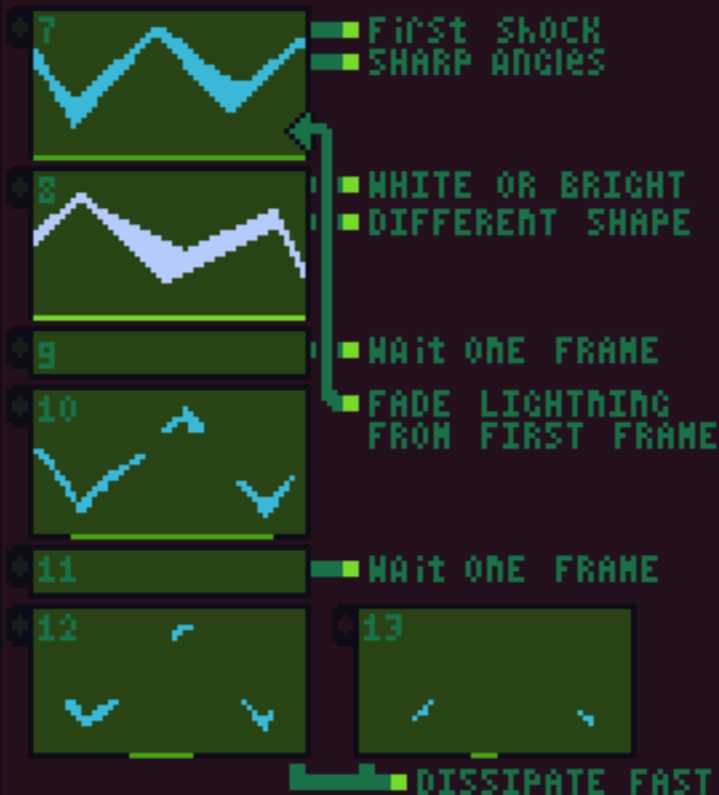 7
First Shock
SHARP Angles
8
WHITE OR BRIGHT
DIFFERENT SHAPE
9
WAit OnE FRAME
10
FADE LIGHTNING
FROM FIRST FRAME
11
WAit OnE FRAME
12
13
DISSIPATE FAST